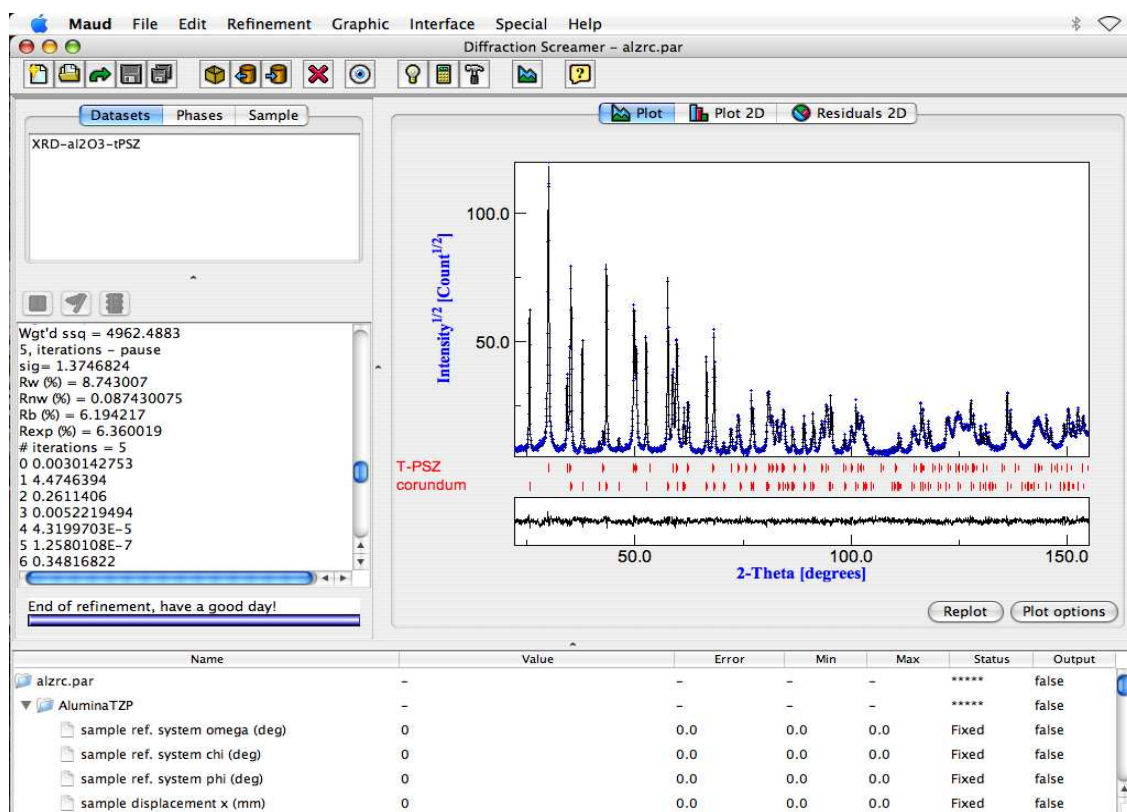 Maud File Edit Refinement Graphic Interface Special Help
Diffraction Screamer – alzrc.par
Datasets Phases Sample
XRD-al2O3-tPSZ
Wgt'd ssq = 4962.4883
5, iterations – pause
sig= 1.3746824
Rw (%) = 8.743007
Rnw (%) = 0.087430075
Rb (%) = 6.194217
Rexp (%) = 6.360019
# iterations = 5
0 0.0030142753
1 4.4746394
2 0.2611406
3 0.0052219494
4 4.3199703E-5
5 1.2580108E-7
6 0.34816822
End of refinement, have a good day!
Plot Plot 2D Residuals 2D
100.0
50.0
Intensity1/2 [Count1/2]
T-PSZ
corundum
50.0 100.0 150.0
2-Theta [degrees]
Replot Plot options
Name Value Error Min Max Status Output
alzrc.par – – – – ***** false
AluminaTZP – – – – ***** false
sample ref. system omega (deg) 0 0.0 0.0 0.0 Fixed false
sample ref. system chi (deg) 0 0.0 0.0 0.0 Fixed false
sample ref. system phi (deg) 0 0.0 0.0 0.0 Fixed false
sample displacement x (mm) 0 0.0 0.0 0.0 Fixed false